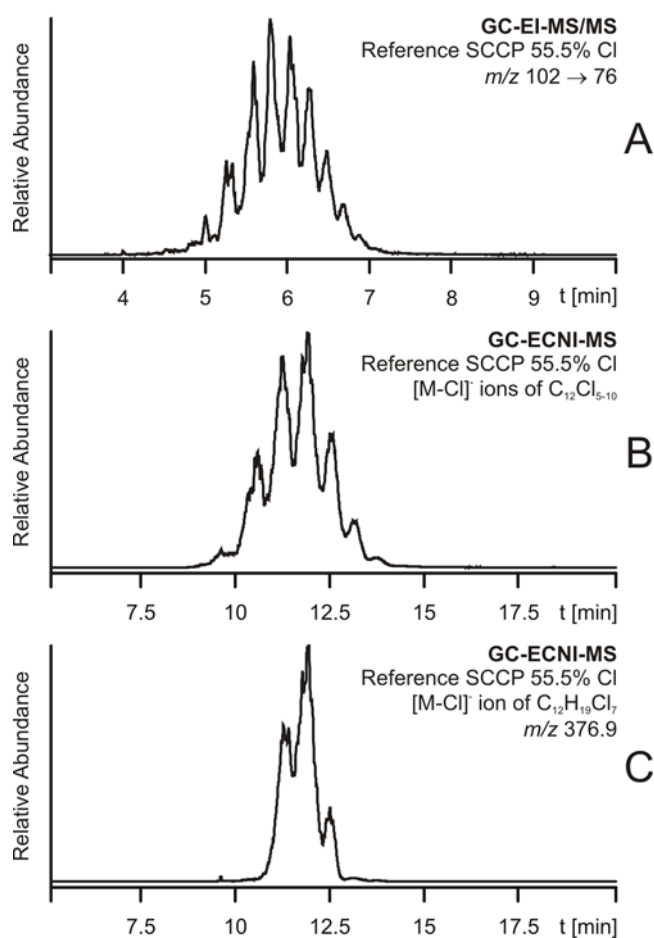 GC-EI-MS/MS
Reference SCCP 55.5% Cl
m/z 102 → 76
A
Relative Abundance
4 5 6 7 8 9 t [min]
GC-ECNI-MS
Reference SCCP 55.5% Cl
[M-Cl]⁻ ions of C₁₂Cl₅₋₁₀
B
Relative Abundance
7.5 10 12.5 15 17.5 t [min]
GC-ECNI-MS
Reference SCCP 55.5% Cl
[M-Cl]⁻ ion of C₁₂H₁₉Cl₇
m/z 376.9
C
Relative Abundance
7.5 10 12.5 15 17.5 t [min]